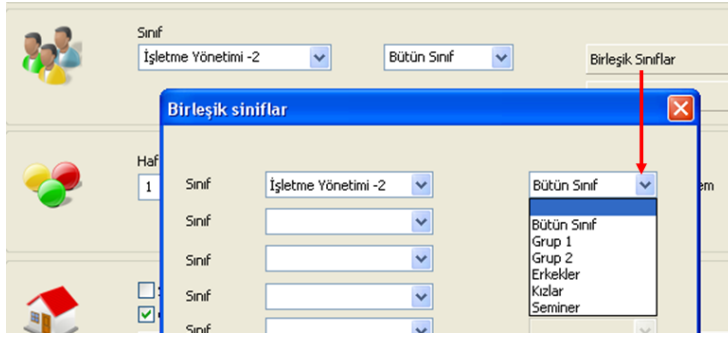 Sınıf
İşletme Yönetimi -2
Bütün Sınıf
Birleşik Sınıflar
Birleşik siniflar
Haf
1
Sınıf
İşletme Yönetimi -2
Bütün Sınıf
em
Sınıf
Bütün Sınıf
Grup 1
Sınıf
Grup 2
Erkekler
Sınıf
Kızlar
Seminer
Sınıf